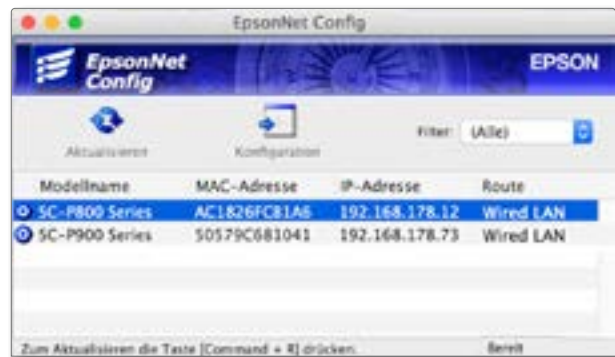 EpsonNet Config
EpsonNet
Config
EPSON
Aktualisieren
Konfiguration
Filter: (Alle)
Modellname MAC-Adresse IP-Adresse Route
SC-P800 Series AC1826FC81A6 192.168.178.12 Wired LAN
SC-P900 Series 50579C681041 192.168.178.73 Wired LAN
Zum Aktualisieren die Taste [Command + R] drücken. Bereit